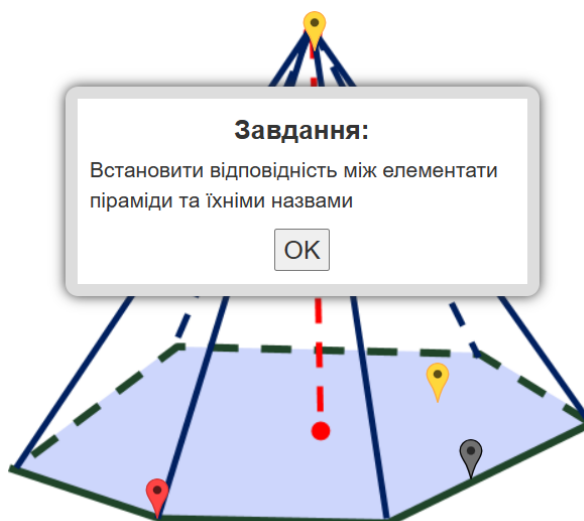 Завдання:
Встановити відповідність між елементати
піраміди та їхніми назвами
OK